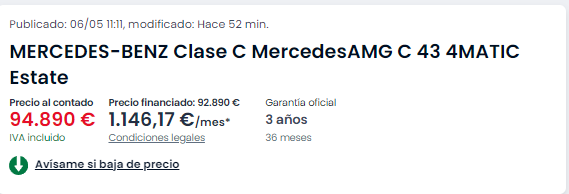 Publicado: 06/05 11:11, modificado: Hace 52 min.
MERCEDES-BENZ Clase C MercedesAMG C 43 4MATIC
Estate
Precio al contado
94.890 €
IVA incluido
Precio financiado: 92.890 €
1.146,17 €/mes*
Condiciones legales
Garantía oficial
3 años
36 meses
Avísame si baja de precio